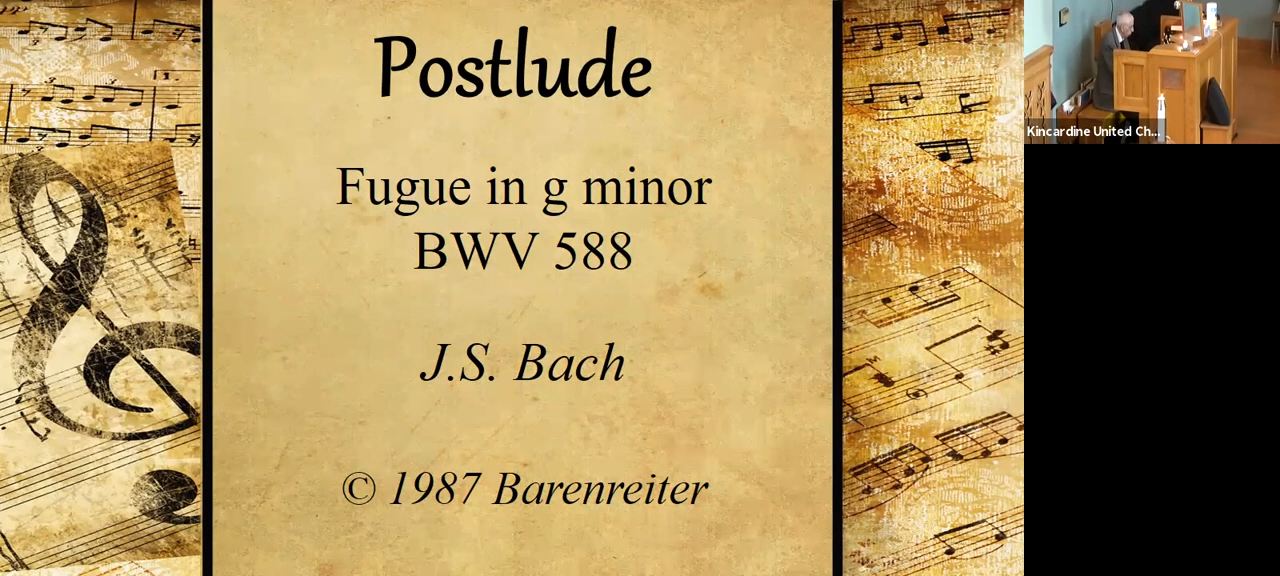 Postlude
Fugue in g minor
BWV 588
J.S. Bach
© 1987 Barenreiter
Kincardine United Ch...